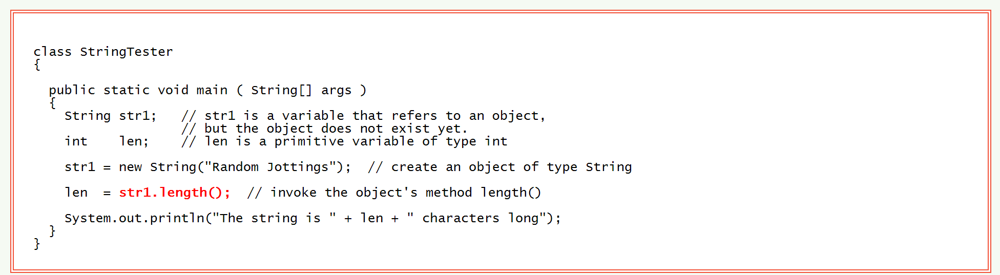 class StringTester
{
public static void main ( String[] args )
{
String str1;   // str1 is a variable that refers to an object,
// but the object does not exist yet.
int    len;    // len is a primitive variable of type int
str1 = new String("Random Jottings");  // create an object of type String
len  = str1.length();  // invoke the object's method length()
System.out.println("The string is " + len + " characters long");
}
}